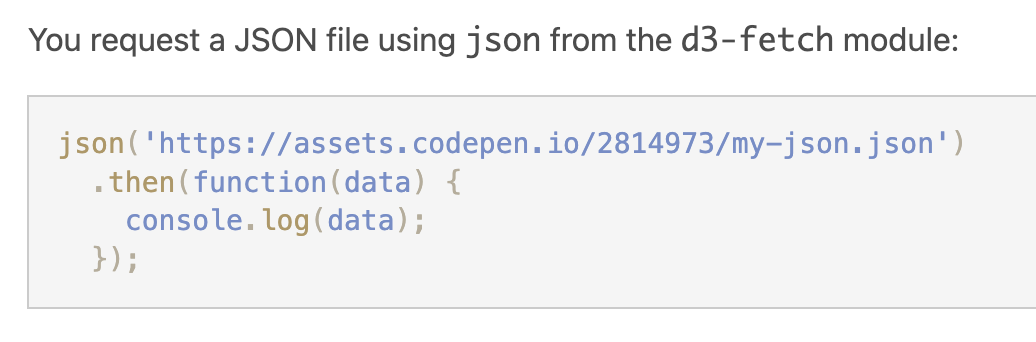 You request a JSON file using json from the d3-fetch module:
json('https://assets.codepen.io/2814973/my-json.json')
  .then(function(data) {
    console.log(data);
  });